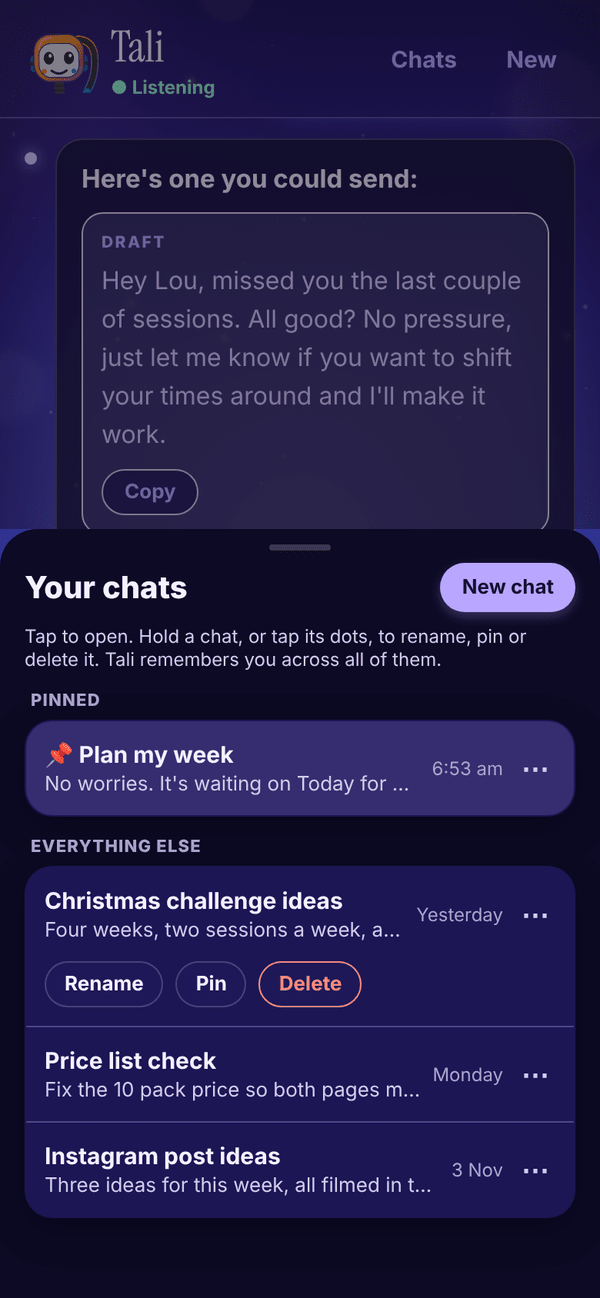 Tali
Listening
Chats
New
Here's one you could send:
DRAFT
Hey Lou, missed you the last couple
of sessions. All good? No pressure,
just let me know if you want to shift
your times around and I'll make it
work.
Copy
Your chats
New chat
Tap to open. Hold a chat, or tap its dots, to rename, pin or
delete it. Tali remembers you across all of them.
PINNED
📌 Plan my week
No worries. It's waiting on Today for ...
6:53 am
EVERYTHING ELSE
Christmas challenge ideas
Four weeks, two sessions a week, a...
Yesterday
Rename
Pin
Delete
Price list check
Fix the 10 pack price so both pages m...
Monday
Instagram post ideas
Three ideas for this week, all filmed in t...
3 Nov